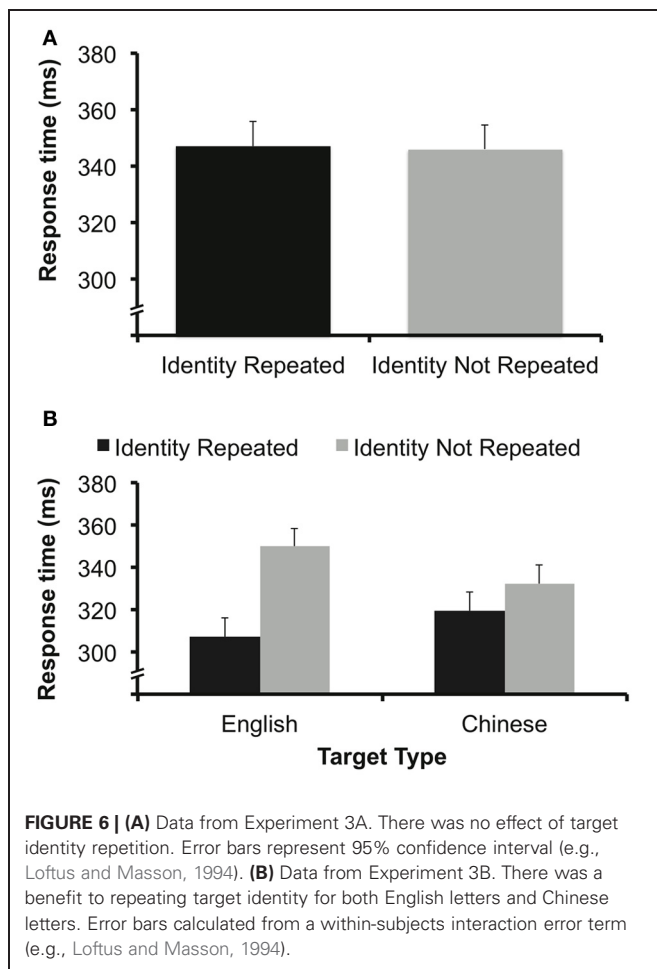 A
Response time (ms)
380
360
340
320
300
Identity Repeated Identity Not Repeated
B
■ Identity Repeated ■ Identity Not Repeated
Response time (ms)
380
360
340
320
300
English Chinese
Target Type
FIGURE 6 | (A) Data from Experiment 3A. There was no effect of target
identity repetition. Error bars represent 95% confidence interval (e.g.,
Loftus and Masson, 1994). (B) Data from Experiment 3B. There was a
benefit to repeating target identity for both English letters and Chinese
letters. Error bars calculated from a within-subjects interaction error term
(e.g., Loftus and Masson, 1994).